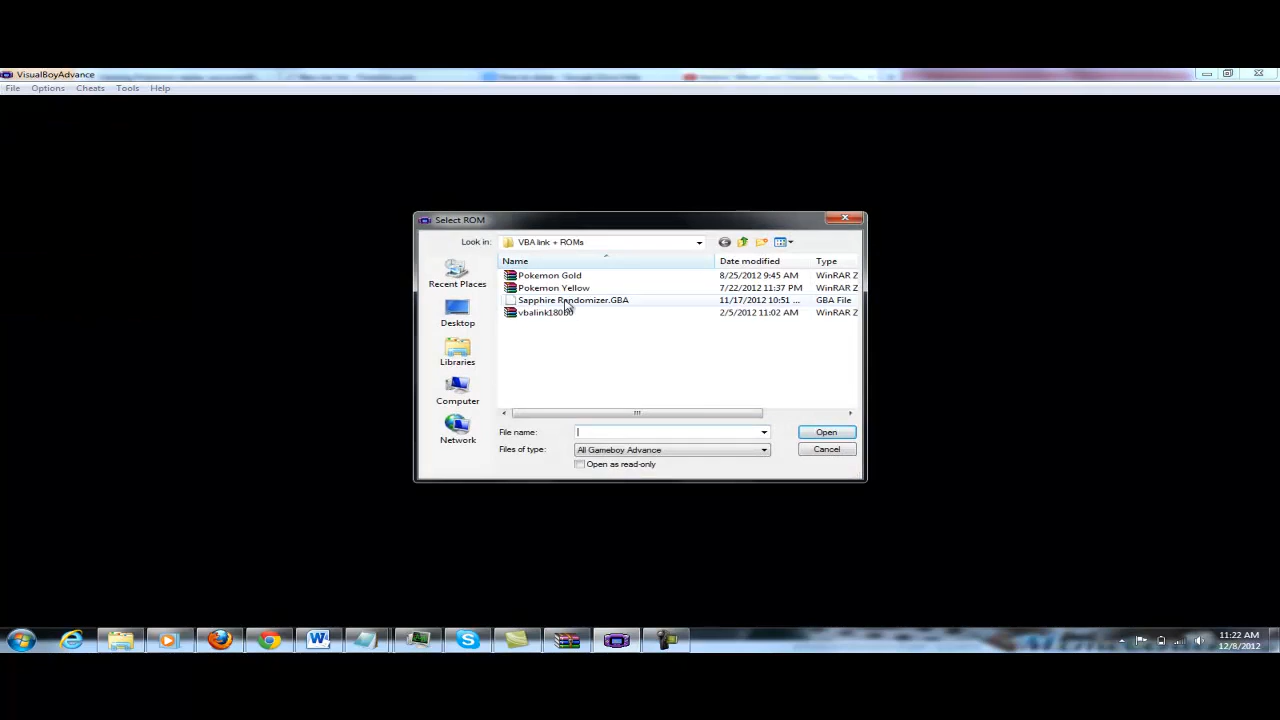 VisualBoyAdvance
File Options Cheats Tools Help
Select ROM
Look in: VBA link + ROMs
Name Date modified Type
Recent Places
Pokemon Gold 8/25/2012 9:45 AM WinRAR Z
Pokemon Yellow 7/22/2012 11:37 PM WinRAR Z
Sapphire Randomizer.GBA 11/17/2012 10:51 ... GBA File
vbalink180b0 2/5/2012 11:02 AM WinRAR Z
Desktop
Libraries
Computer
Network
File name: Open
Files of type: All Gameboy Advance Cancel
Open as read-only
11:22 AM
12/8/2012